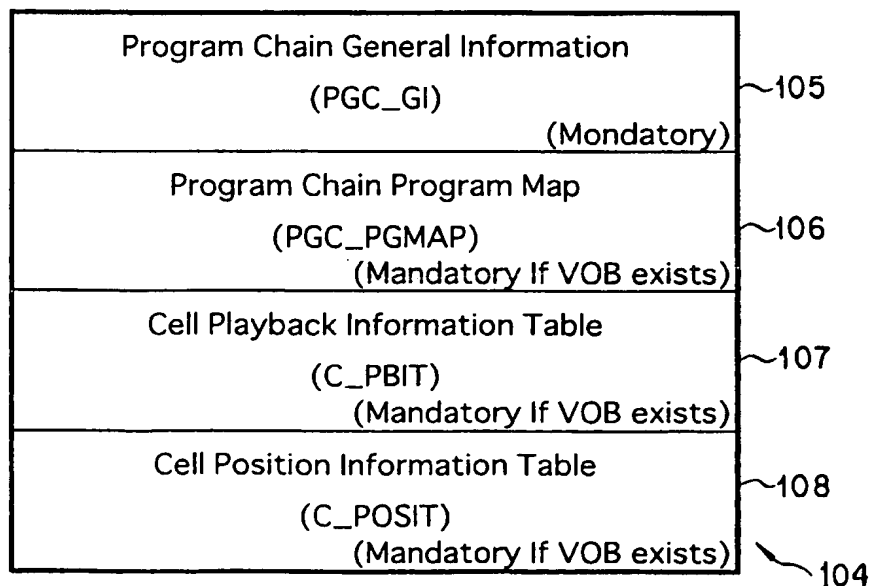 Program Chain General Information
(PGC_GI)
(Mondatory)
105
Program Chain Program Map
(PGC_PGMAP)
(Mandatory If VOB exists)
106
Cell Playback Information Table
(C_PBIT)
(Mandatory If VOB exists)
107
Cell Position Information Table
(C_POSIT)
(Mandatory If VOB exists)
108
104